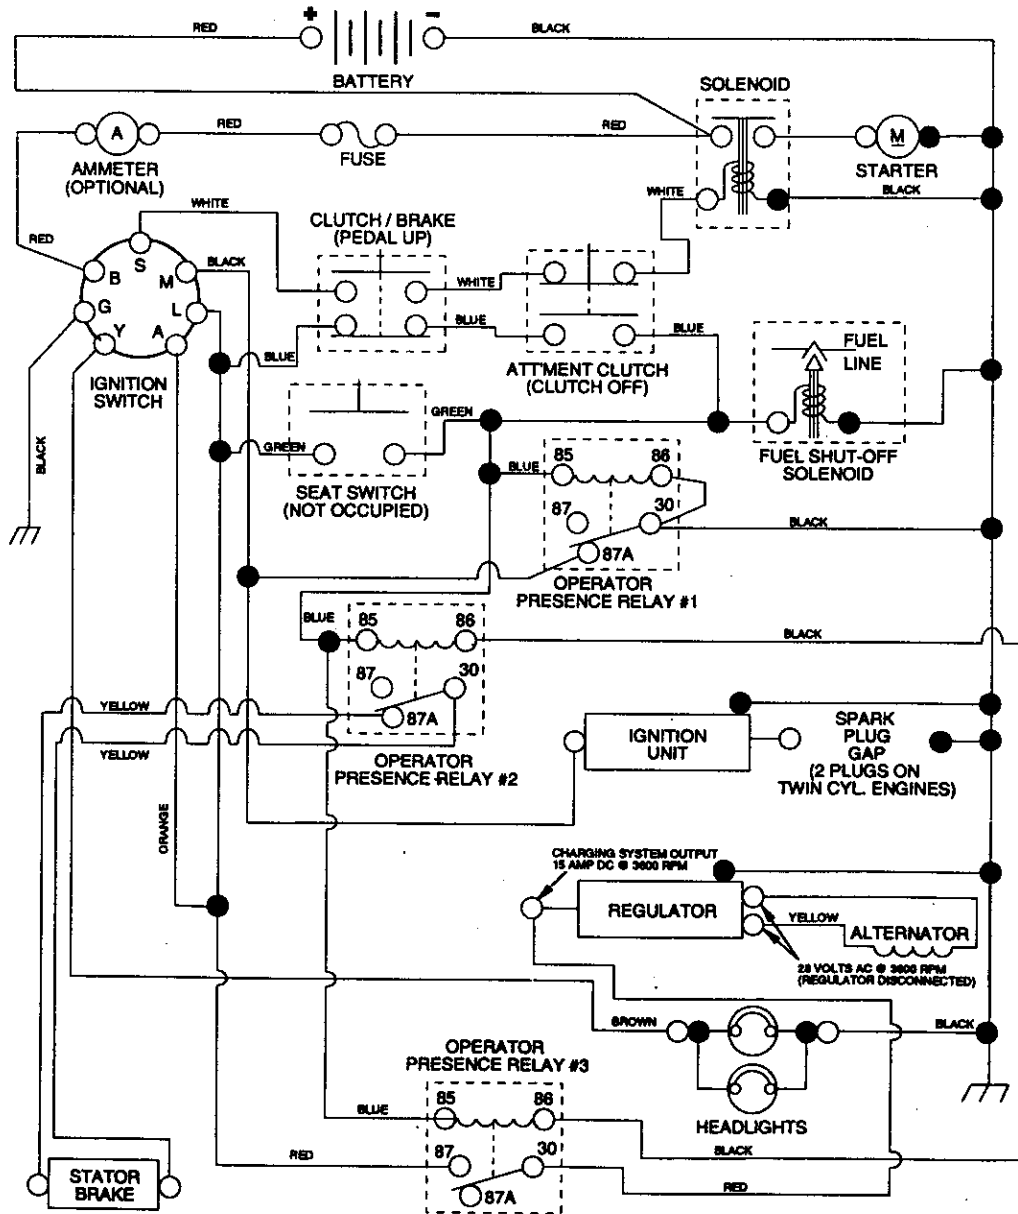 + −
RED
BLACK
BATTERY
SOLENOID
A
RED
FUSE
RED
M
STARTER
AMMETER
(OPTIONAL)
WHITE
BLACK
WHITE
CLUTCH / BRAKE
(PEDAL UP)
RED
S
B
M
BLACK
G
L
Y
A
WHITE
BLUE
BLUE
BLUE
IGNITION
SWITCH
ATT'MENT CLUTCH
(CLUTCH OFF)
FUEL
LINE
FUEL SHUT-OFF
SOLENOID
BLACK
GREEN
GREEN
SEAT SWITCH
(NOT OCCUPIED)
BLUE
85
86
87
30
87A
BLACK
OPERATOR
PRESENCE RELAY #1
BLUE
85
86
BLACK
87
30
87A
YELLOW
YELLOW
OPERATOR
PRESENCE RELAY #2
IGNITION
UNIT
SPARK
PLUG
GAP
(2 PLUGS ON
TWIN CYL. ENGINES)
ORANGE
CHARGING SYSTEM OUTPUT
15 AMP DC @ 3600 RPM
REGULATOR
YELLOW
ALTERNATOR
28 VOLTS AC @ 3600 RPM
(REGULATOR DISCONNECTED)
BROWN
BLACK
HEADLIGHTS
OPERATOR
PRESENCE RELAY #3
BLUE
85
86
BLACK
RED
87
30
87A
RED
STATOR
BRAKE